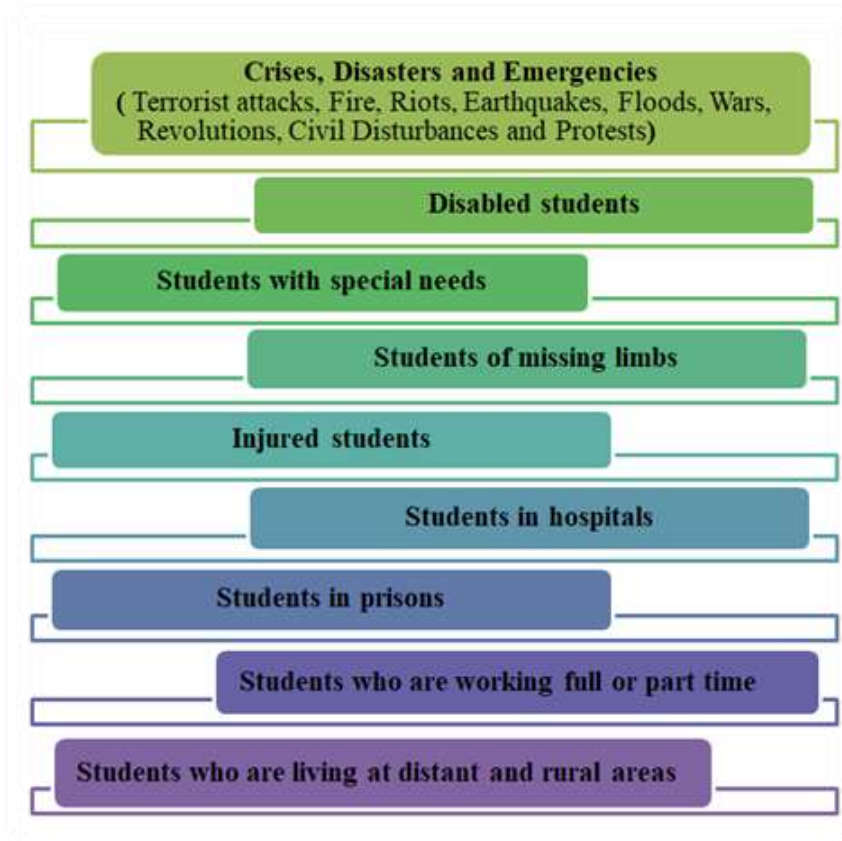 Crises, Disasters and Emergencies
( Terrorist attacks, Fire, Riots, Earthquakes, Floods, Wars,
Revolutions, Civil Disturbances and Protests)
Disabled students
Students with special needs
Students of missing limbs
Injured students
Students in hospitals
Students in prisons
Students who are working full or part time
Students who are living at distant and rural areas